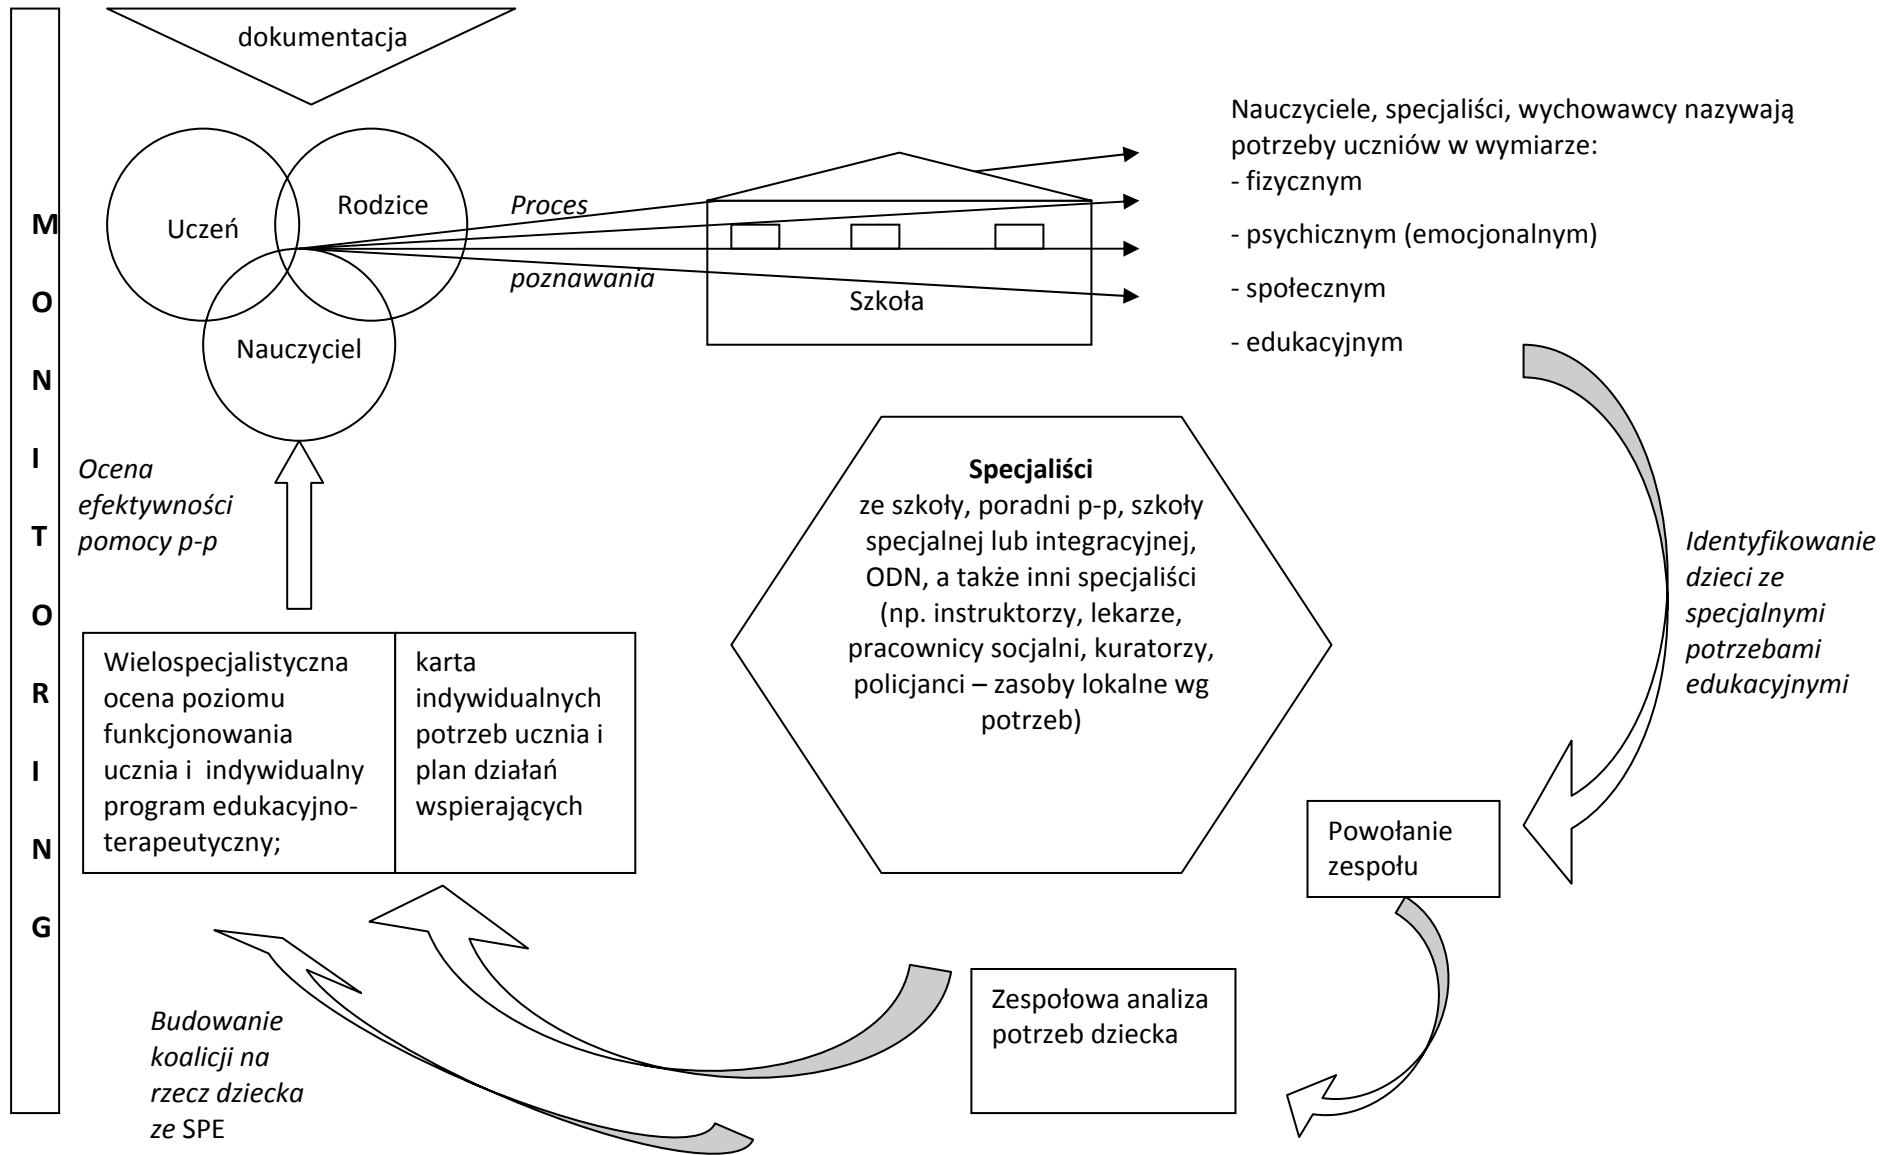 dokumentacja
MONITORING
Uczeń
Rodzice
Nauczyciel
Proces
poznawania
Szkoła
Nauczyciele, specjaliści, wychowawcy nazywają
potrzeby uczniów w wymiarze:
- fizycznym
- psychicznym (emocjonalnym)
- społecznym
- edukacyjnym
Identyfikowanie
dzieci ze
specjalnymi
potrzebami
edukacyjnymi
Specjaliści
ze szkoły, poradni p-p, szkoły
specjalnej lub integracyjnej,
ODN, a także inni specjaliści
(np. instruktorzy, lekarze,
pracownicy socjalni, kuratorzy,
policjanci – zasoby lokalne wg
potrzeb)
Powołanie
zespołu
Zespołowa analiza
potrzeb dziecka
Ocena
efektywności
pomocy p-p
Wielospecjalistyczna
ocena poziomu
funkcjonowania
ucznia i  indywidualny
program edukacyjno-
terapeutyczny;
karta
indywidualnych
potrzeb ucznia i
plan działań
wspierających
Budowanie
koalicji na
rzecz dziecka
ze SPE